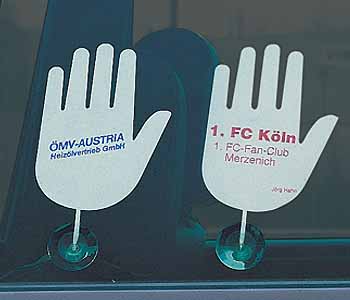 ÖMV-AUSTRIA
Heizölvertrieb GmbH
1. FC Köln
1. FC-Fan-Club
Merzenich
Jörg Hahn